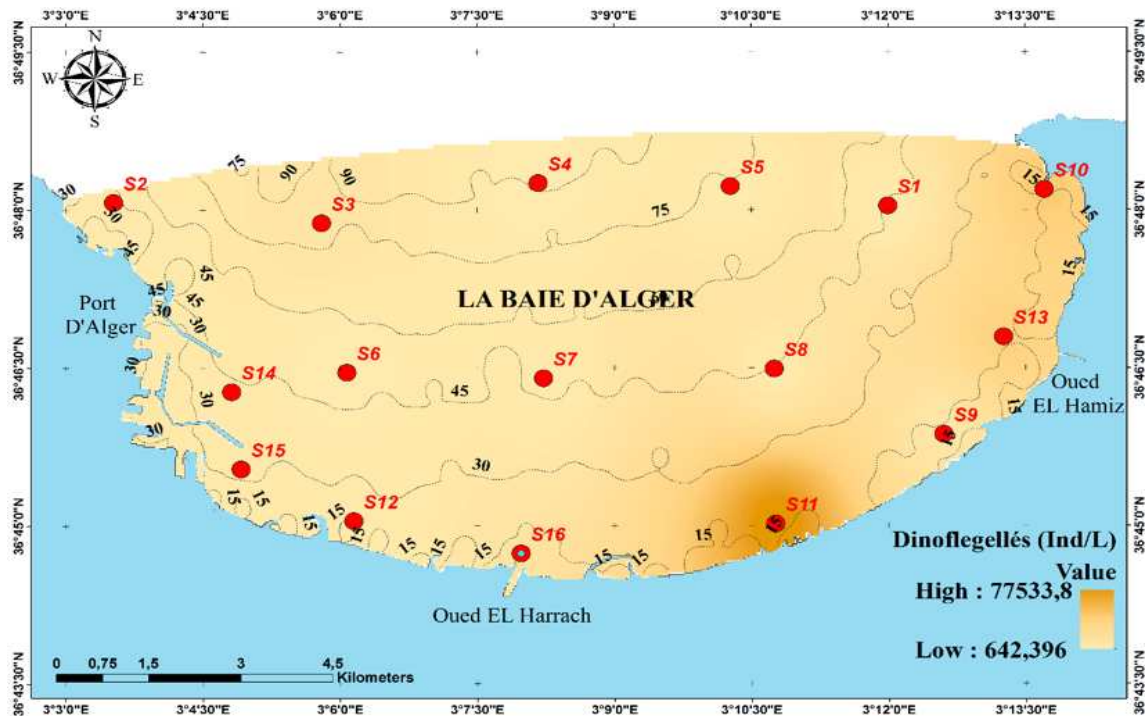 3°3'0"E 3°4'30"E 3°6'0"E 3°7'30"E 3°9'0"E 3°10'30"E 3°12'0"E 3°13'30"E
36°49'30"N 36°49'30"N
N
W E
S
75 90 90 S4 S5 S10
30 S2 S3 75 S1 15
36°48'0"N 30 36°48'0"N
45 15
45 15
LA BAIE D'ALGER
Port
D'Alger
45 45
30 30
S13
S6 S7 S8
36°46'30"N 36°46'30"N
30 S14 45
Oued
EL Hamiz
30 15
30 S9
15
S15 30
15 15 S12 S11
36°45'0"N 15 15 15 15 36°45'0"N
15 15 15 15 S16 15 15
Dinoflegellés (Ind/L)
Value
High : 77533,8
Oued EL Harrach
Low : 642,396
0 0,75 1,5 3 4,5
Kilometers
36°43'30"N 36°43'30"N
3°3'0"E 3°4'30"E 3°6'0"E 3°7'30"E 3°9'0"E 3°10'30"E 3°12'0"E 3°13'30"E